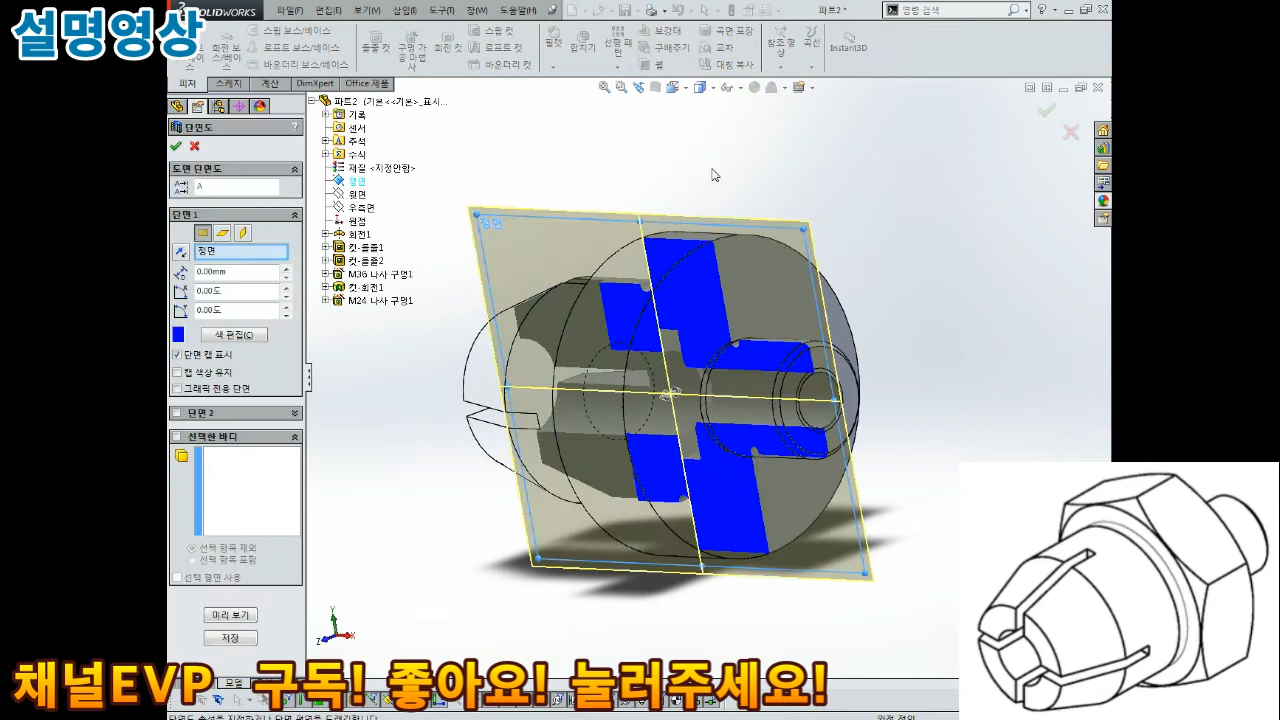 설명영상
SOLIDWORKS
파일(F) 편집(E) 보기(V) 삽입(I) 도구(T) 창(W) 도움말(H)
파트2 *
명령 검색
스윕 보스/베이스
로프트 보스/베이스
바운더리 보스/베이스
돌출 컷
구멍 가공 마법사
회전 컷
스윕 컷
로프트 컷
바운더리 컷
필렛
선형 패턴
보강대
구배주기
쉘
곡면 포장
교차
대칭 복사
참조 형상
곡선
Instant3D
피처 스케치 계산 DimXpert Office 제품
단면도
도면 단면도
A
단면 1
정면
0.00mm
0.00도
0.00도
색 편집(C)
단면 캡 표시
캡 색상 유지
그래픽 전용 단면
단면 2
선택한 바디
선택 항목 제외
선택 항목 포함
선택 평면 사용
미리 보기
저장
파트2 (기본<<기본>_표시...
기록
센서
주석
수식
재질 <지정안함>
정면
윗면
우측면
원점
회전1
컷-돌출1
컷-돌출2
M36 나사 구멍1
컷-회전1
M24 나사 구멍1
정면
Y
Z
X
모델
채널EVP 구독! 좋아요! 눌러주세요!